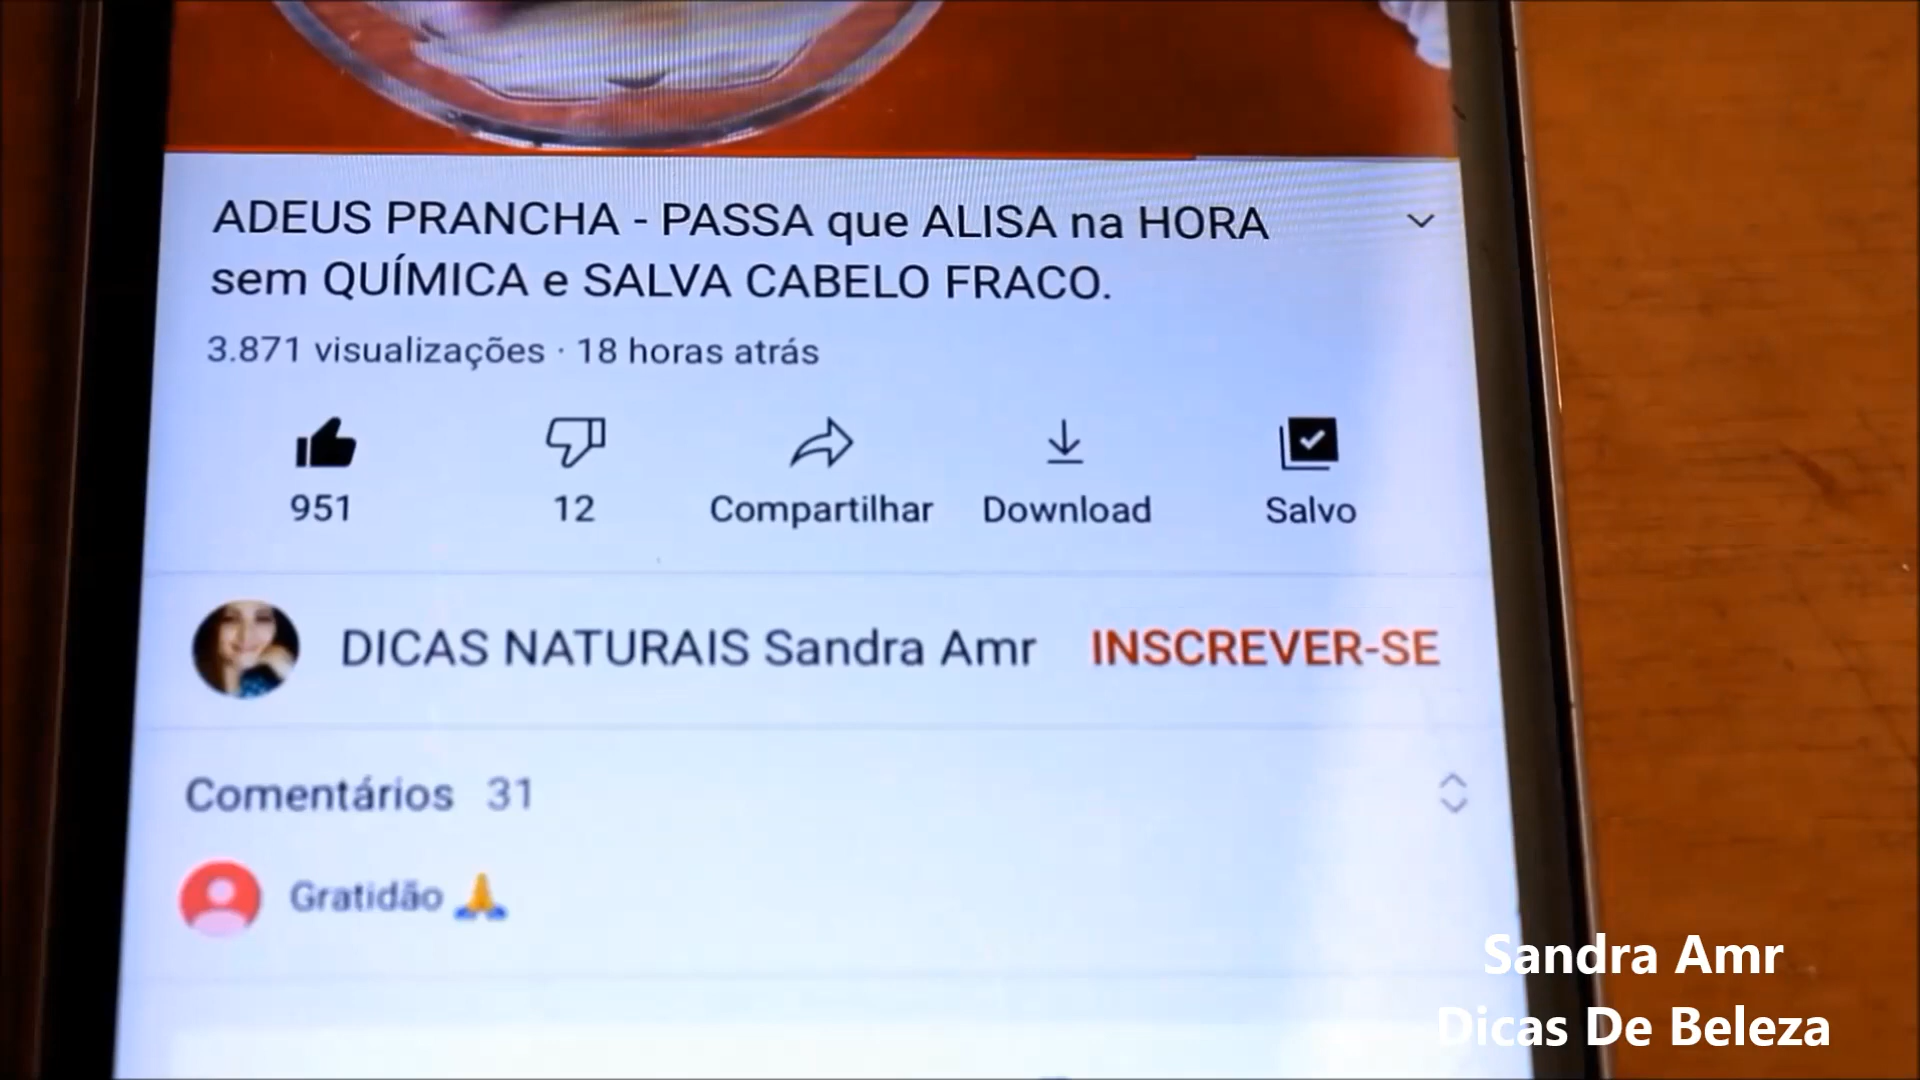 ADEUS PRANCHA - PASSA que ALISA na HORA
sem QUÍMICA e SALVA CABELO FRACO.
3.871 visualizações · 18 horas atrás
951
12
Compartilhar
Download
Salvo
DICAS NATURAIS Sandra Amr
INSCREVER-SE
Comentários 31
Gratidão 🙏
Sandra Amr
Dicas De Beleza